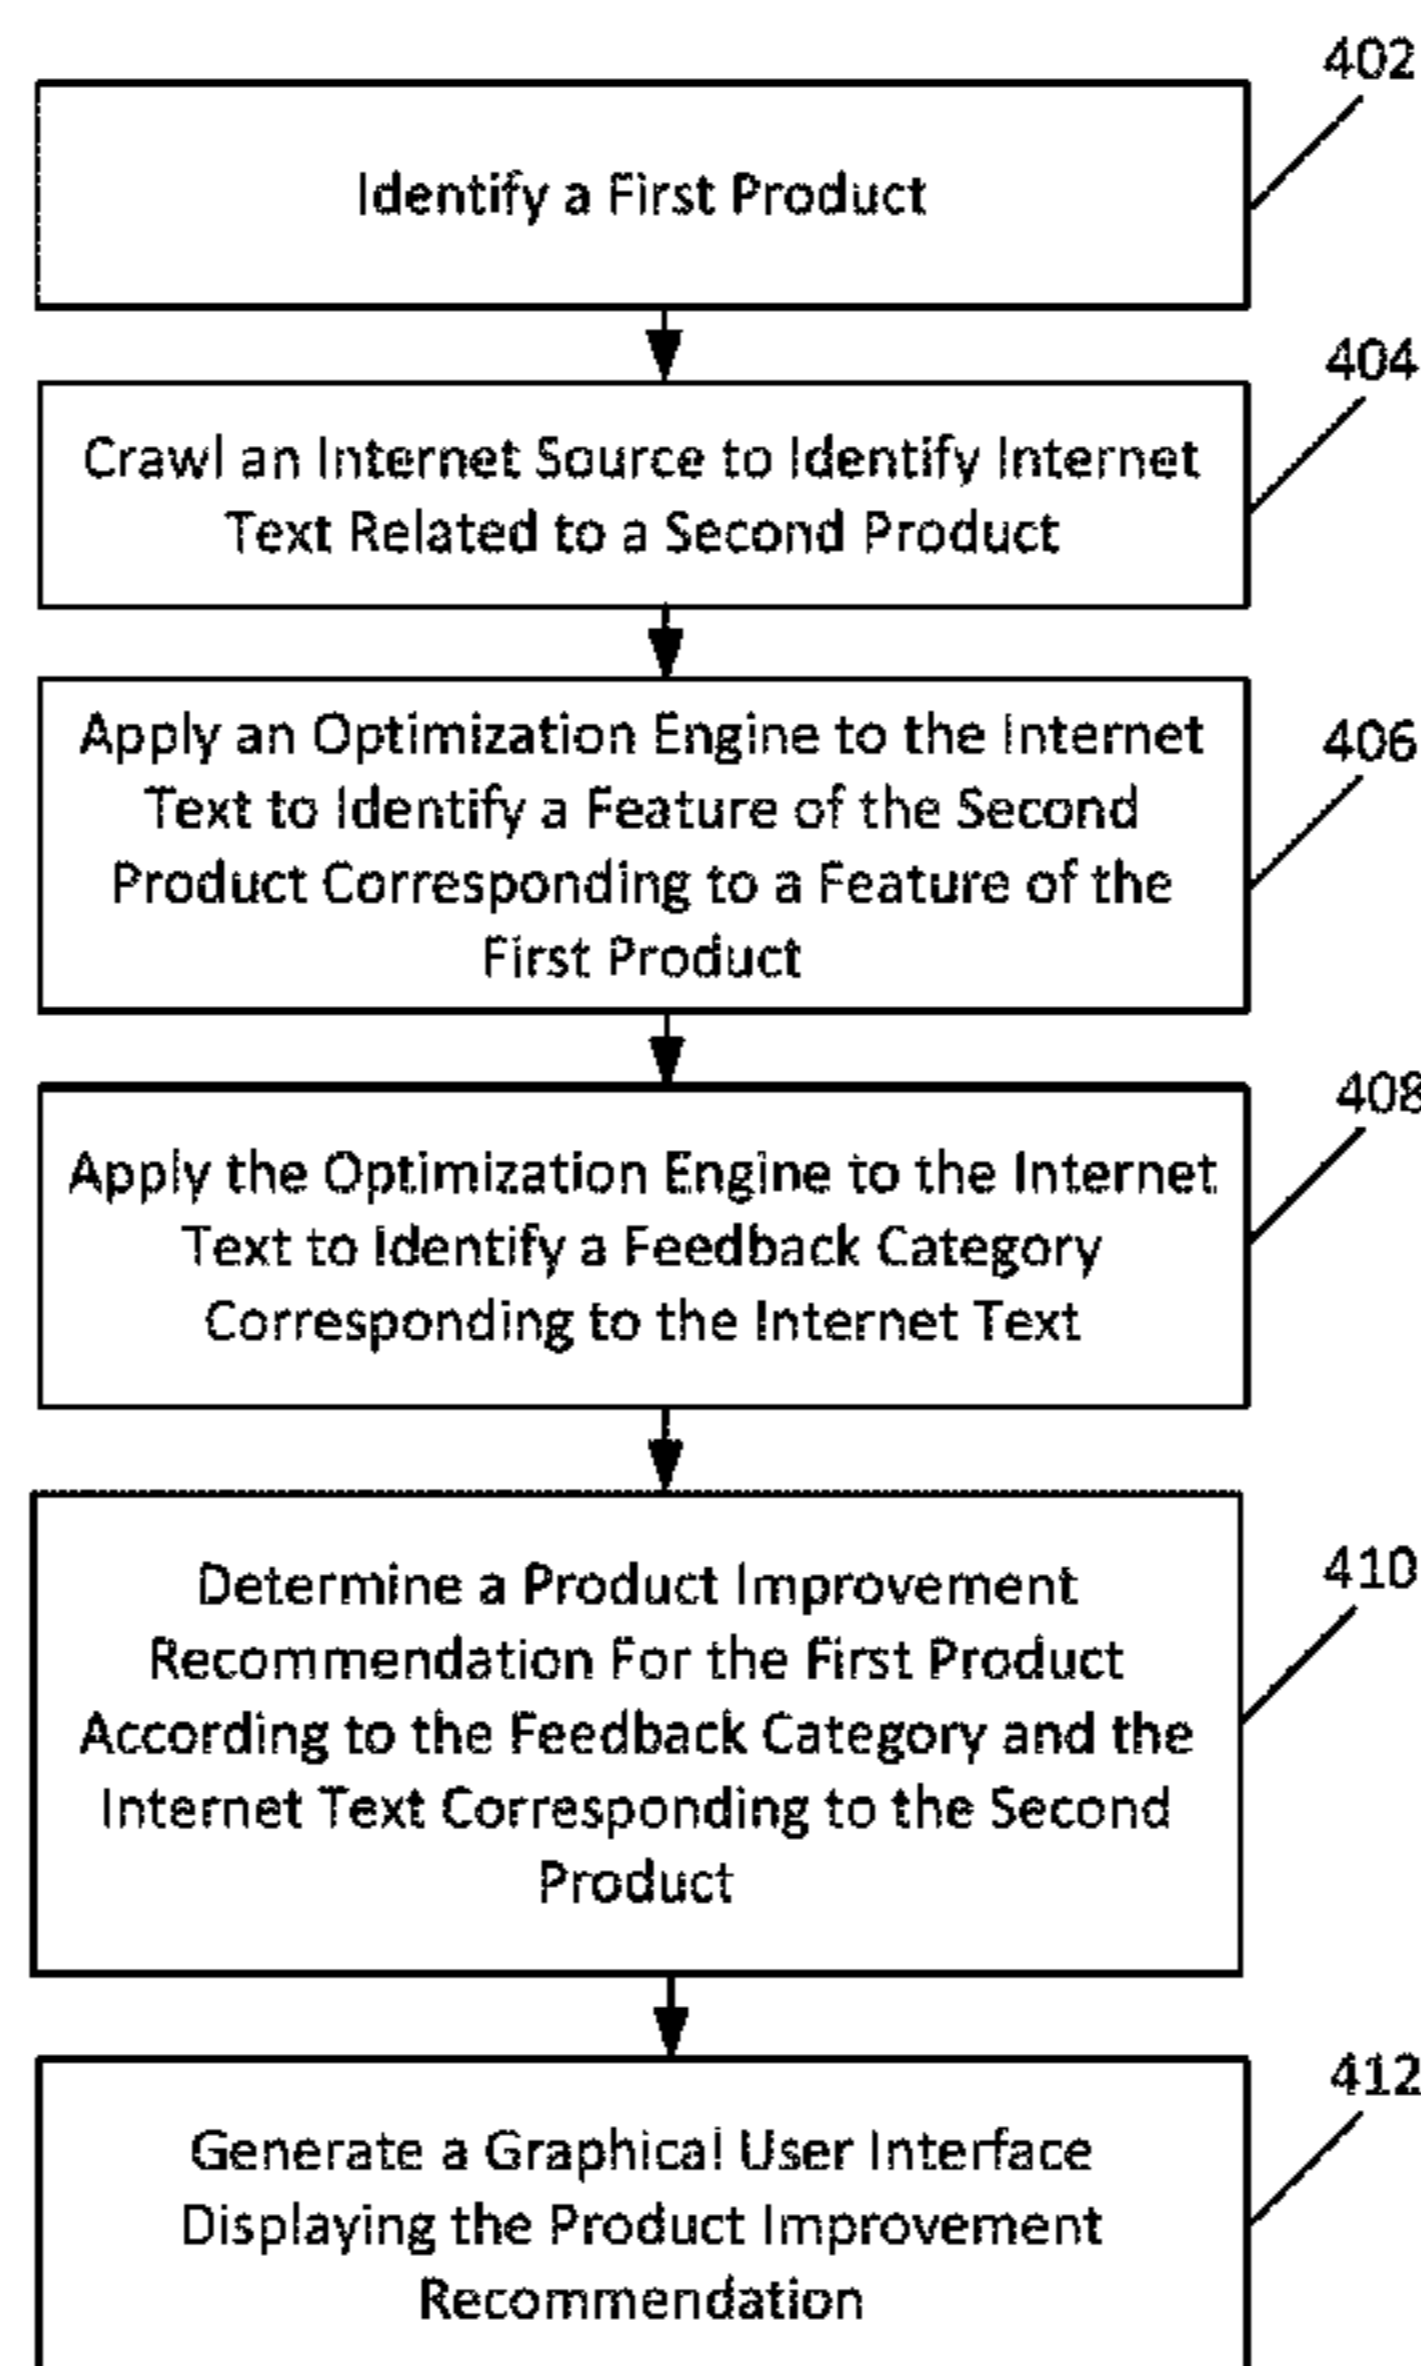 402
Identify a First Product
404
Crawl an Internet Source to Identify Internet
Text Related to a Second Product
406
Apply an Optimization Engine to the Internet
Text to Identify a Feature of the Second
Product Corresponding to a Feature of the
First Product
408
Apply the Optimization Engine to the Internet
Text to Identify a Feedback Category
Corresponding to the Internet Text
410
Determine a Product Improvement
Recommendation For the First Product
According to the Feedback Category and the
Internet Text Corresponding to the Second
Product
412
Generate a Graphical User Interface
Displaying the Product Improvement
Recommendation